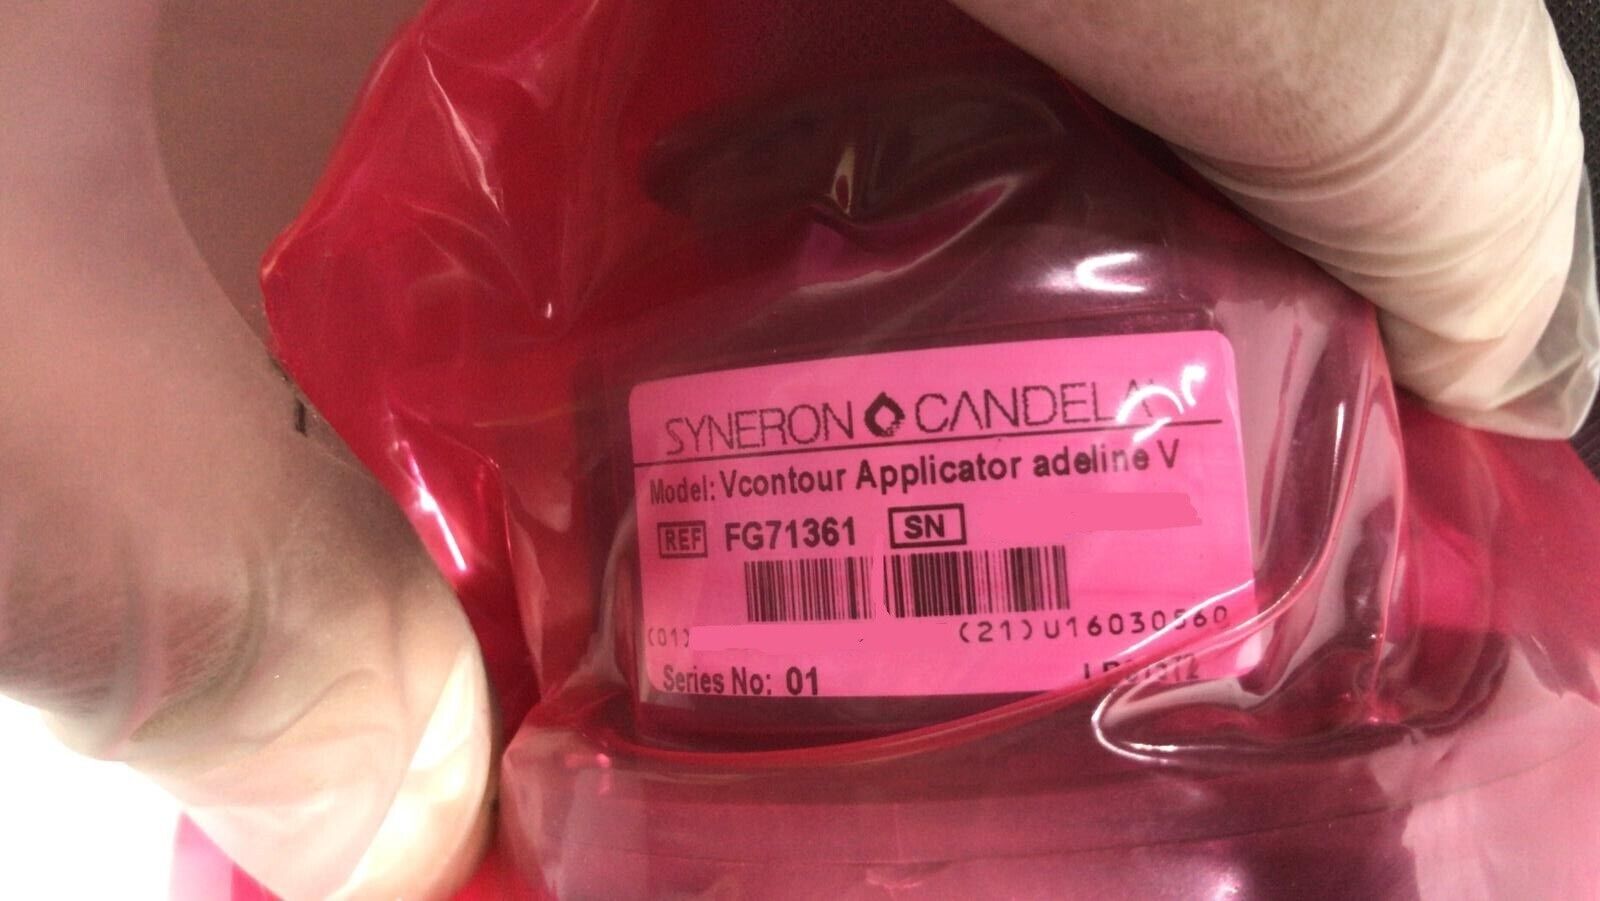 SYNERON CANDELA
Model: Vcontour Applicator adeline V
REF FG71361 SN
(01) (21)U16030560
Series No: 01